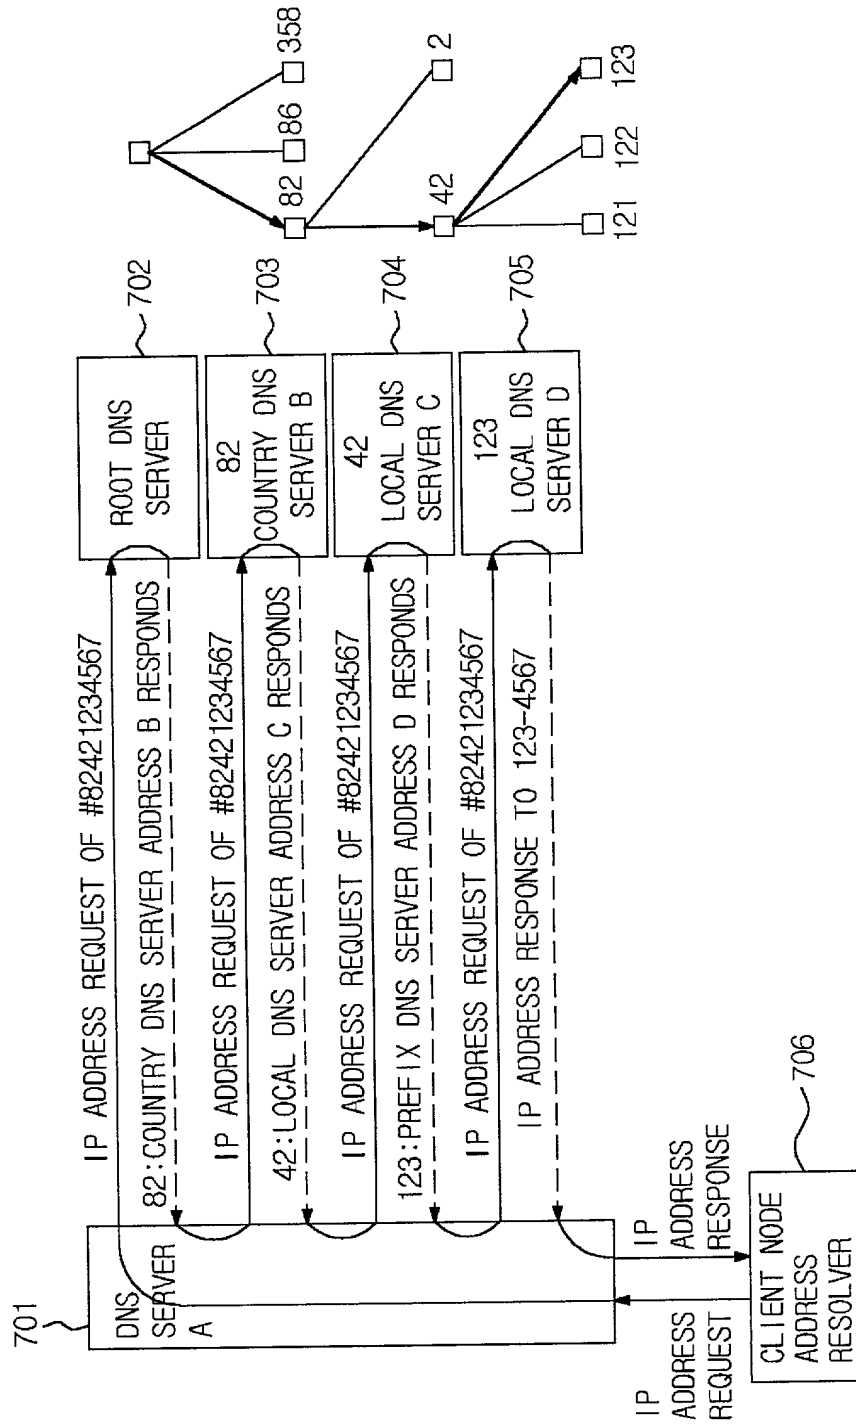 701
DNS
SERVER
A
IP ADDRESS REQUEST OF #82421234567
82:COUNTRY DNS SERVER ADDRESS B RESPONDS
IP ADDRESS REQUEST OF #82421234567
42:LOCAL DNS SERVER ADDRESS C RESPONDS
IP ADDRESS REQUEST OF #82421234567
123:PREFIX DNS SERVER ADDRESS D RESPONDS
IP ADDRESS REQUEST OF #82421234567
IP ADDRESS RESPONSE TO 123-4567
ROOT DNS
SERVER
702
82
COUNTRY DNS
SERVER B
703
42
LOCAL DNS
SERVER C
704
123
LOCAL DNS
SERVER D
705
82
86
358
42
2
121
122
123
IP
ADDRESS
REQUEST
IP
ADDRESS
RESPONSE
CLIENT NODE
ADDRESS
RESOLVER
706